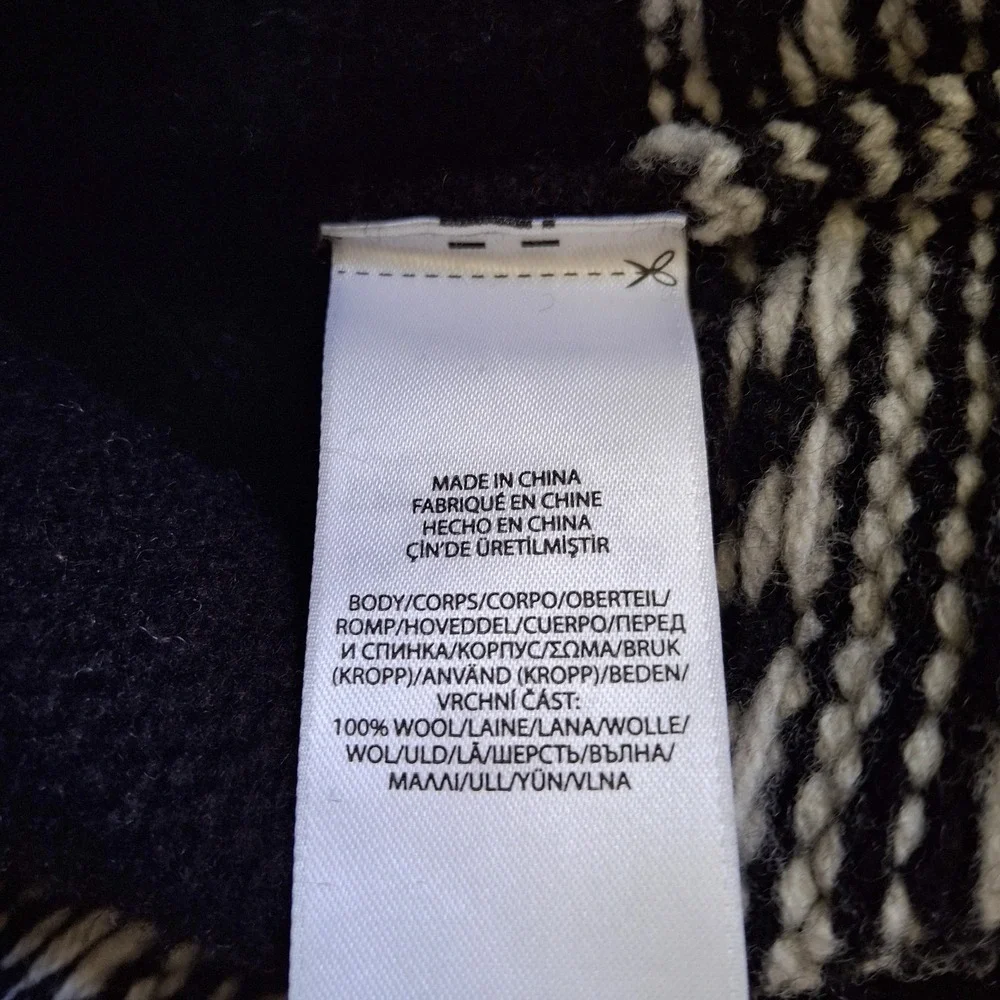 MADE IN CHINA
FABRIQUÉ EN CHINE
HECHO EN CHINA
ÇİN'DE ÜRETİLMİŞTİR
BODY/CORPS/CORPO/OBERTEIL/
ROMP/HOVEDDEL/CUERPO/ПЕРЕД
И СПИНКА/КОРПУС/ΣΩΜΑ/BRUK
(KROPP)/ANVÄND (KROPP)/BEDEN/
VRCHNÍ ČÁST:
100% WOOL/LAINE/LANA/WOLLE/
WOL/ULD/LÃ/ШЕРСТЬ/ВЪЛНА/
ΜΑΛΛΙ/ULL/YÜN/VLNA